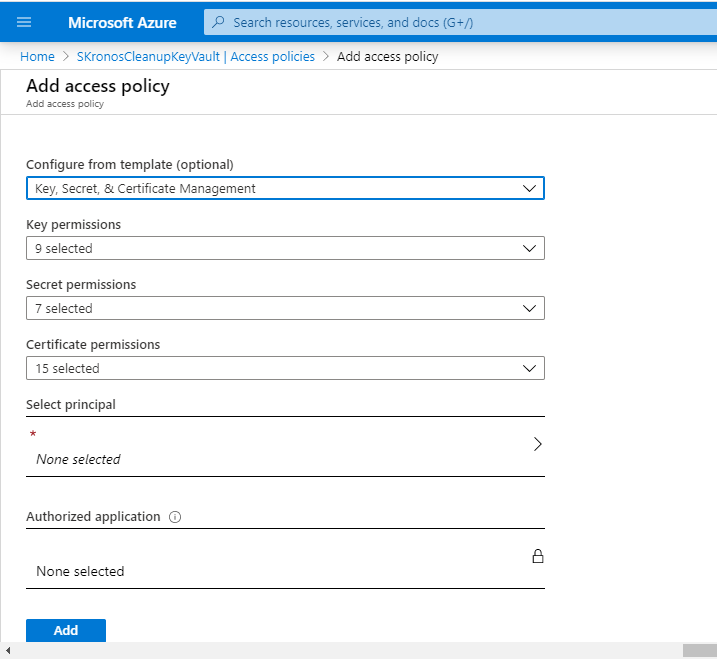 Microsoft Azure
Search resources, services, and docs (G+/)
Home > SKronosCleanupKeyVault | Access policies > Add access policy
Add access policy
Add access policy
Configure from template (optional)
Key, Secret, & Certificate Management
Key permissions
9 selected
Secret permissions
7 selected
Certificate permissions
15 selected
Select principal
*
None selected
Authorized application
None selected
Add